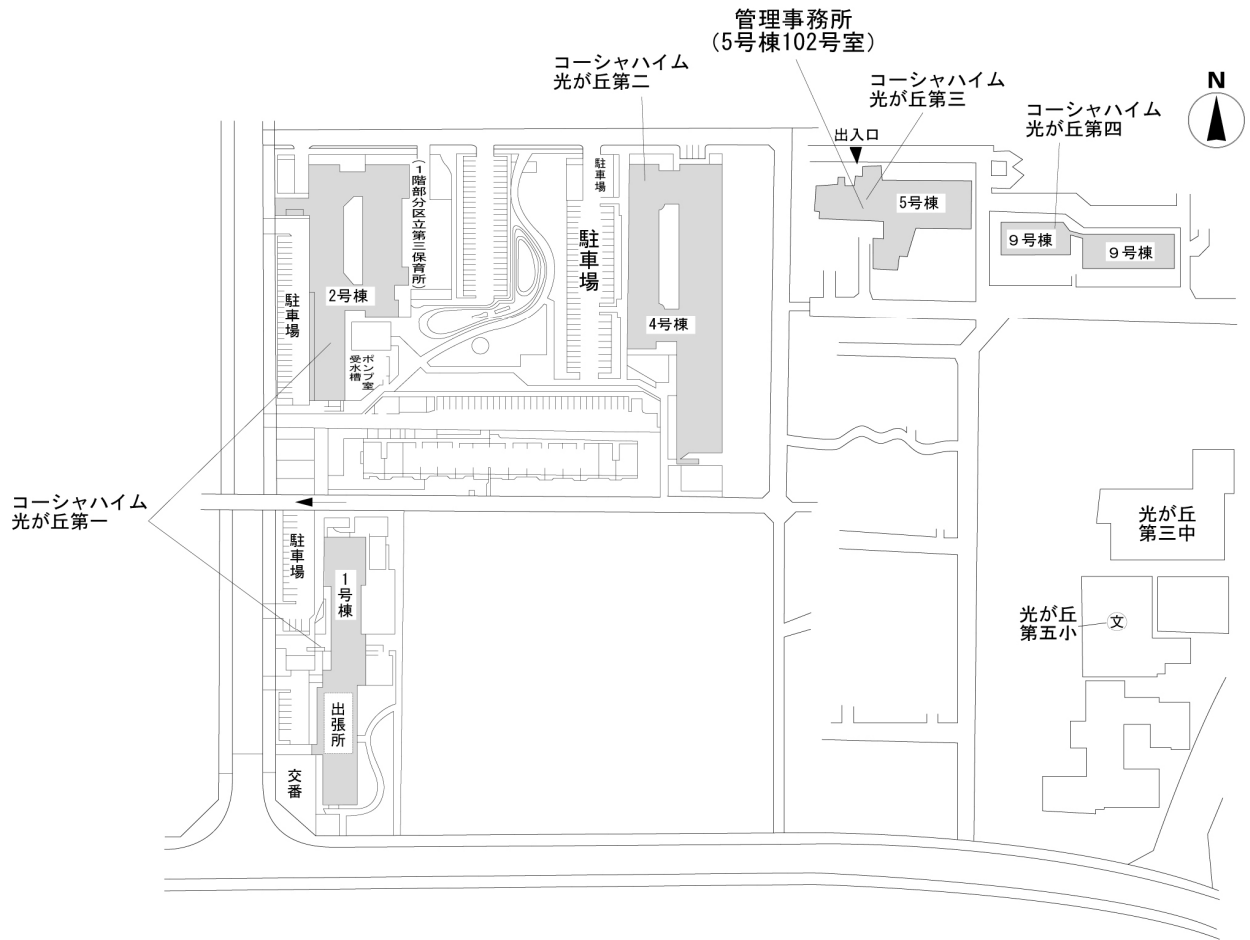 管理事務所
（5号棟102号室）
コーシャハイム
光が丘第二
コーシャハイム
光が丘第三
コーシャハイム
光が丘第四
N
出入口
（1階部分区立第三保育所）
駐車場
5号棟
9号棟
9号棟
駐車場
2号棟
駐車場
4号棟
ポンプ室
受水槽
コーシャハイム
光が丘第一
駐車場
1号棟
光が丘
第三中
光が丘
第五小
文
出張所
交番